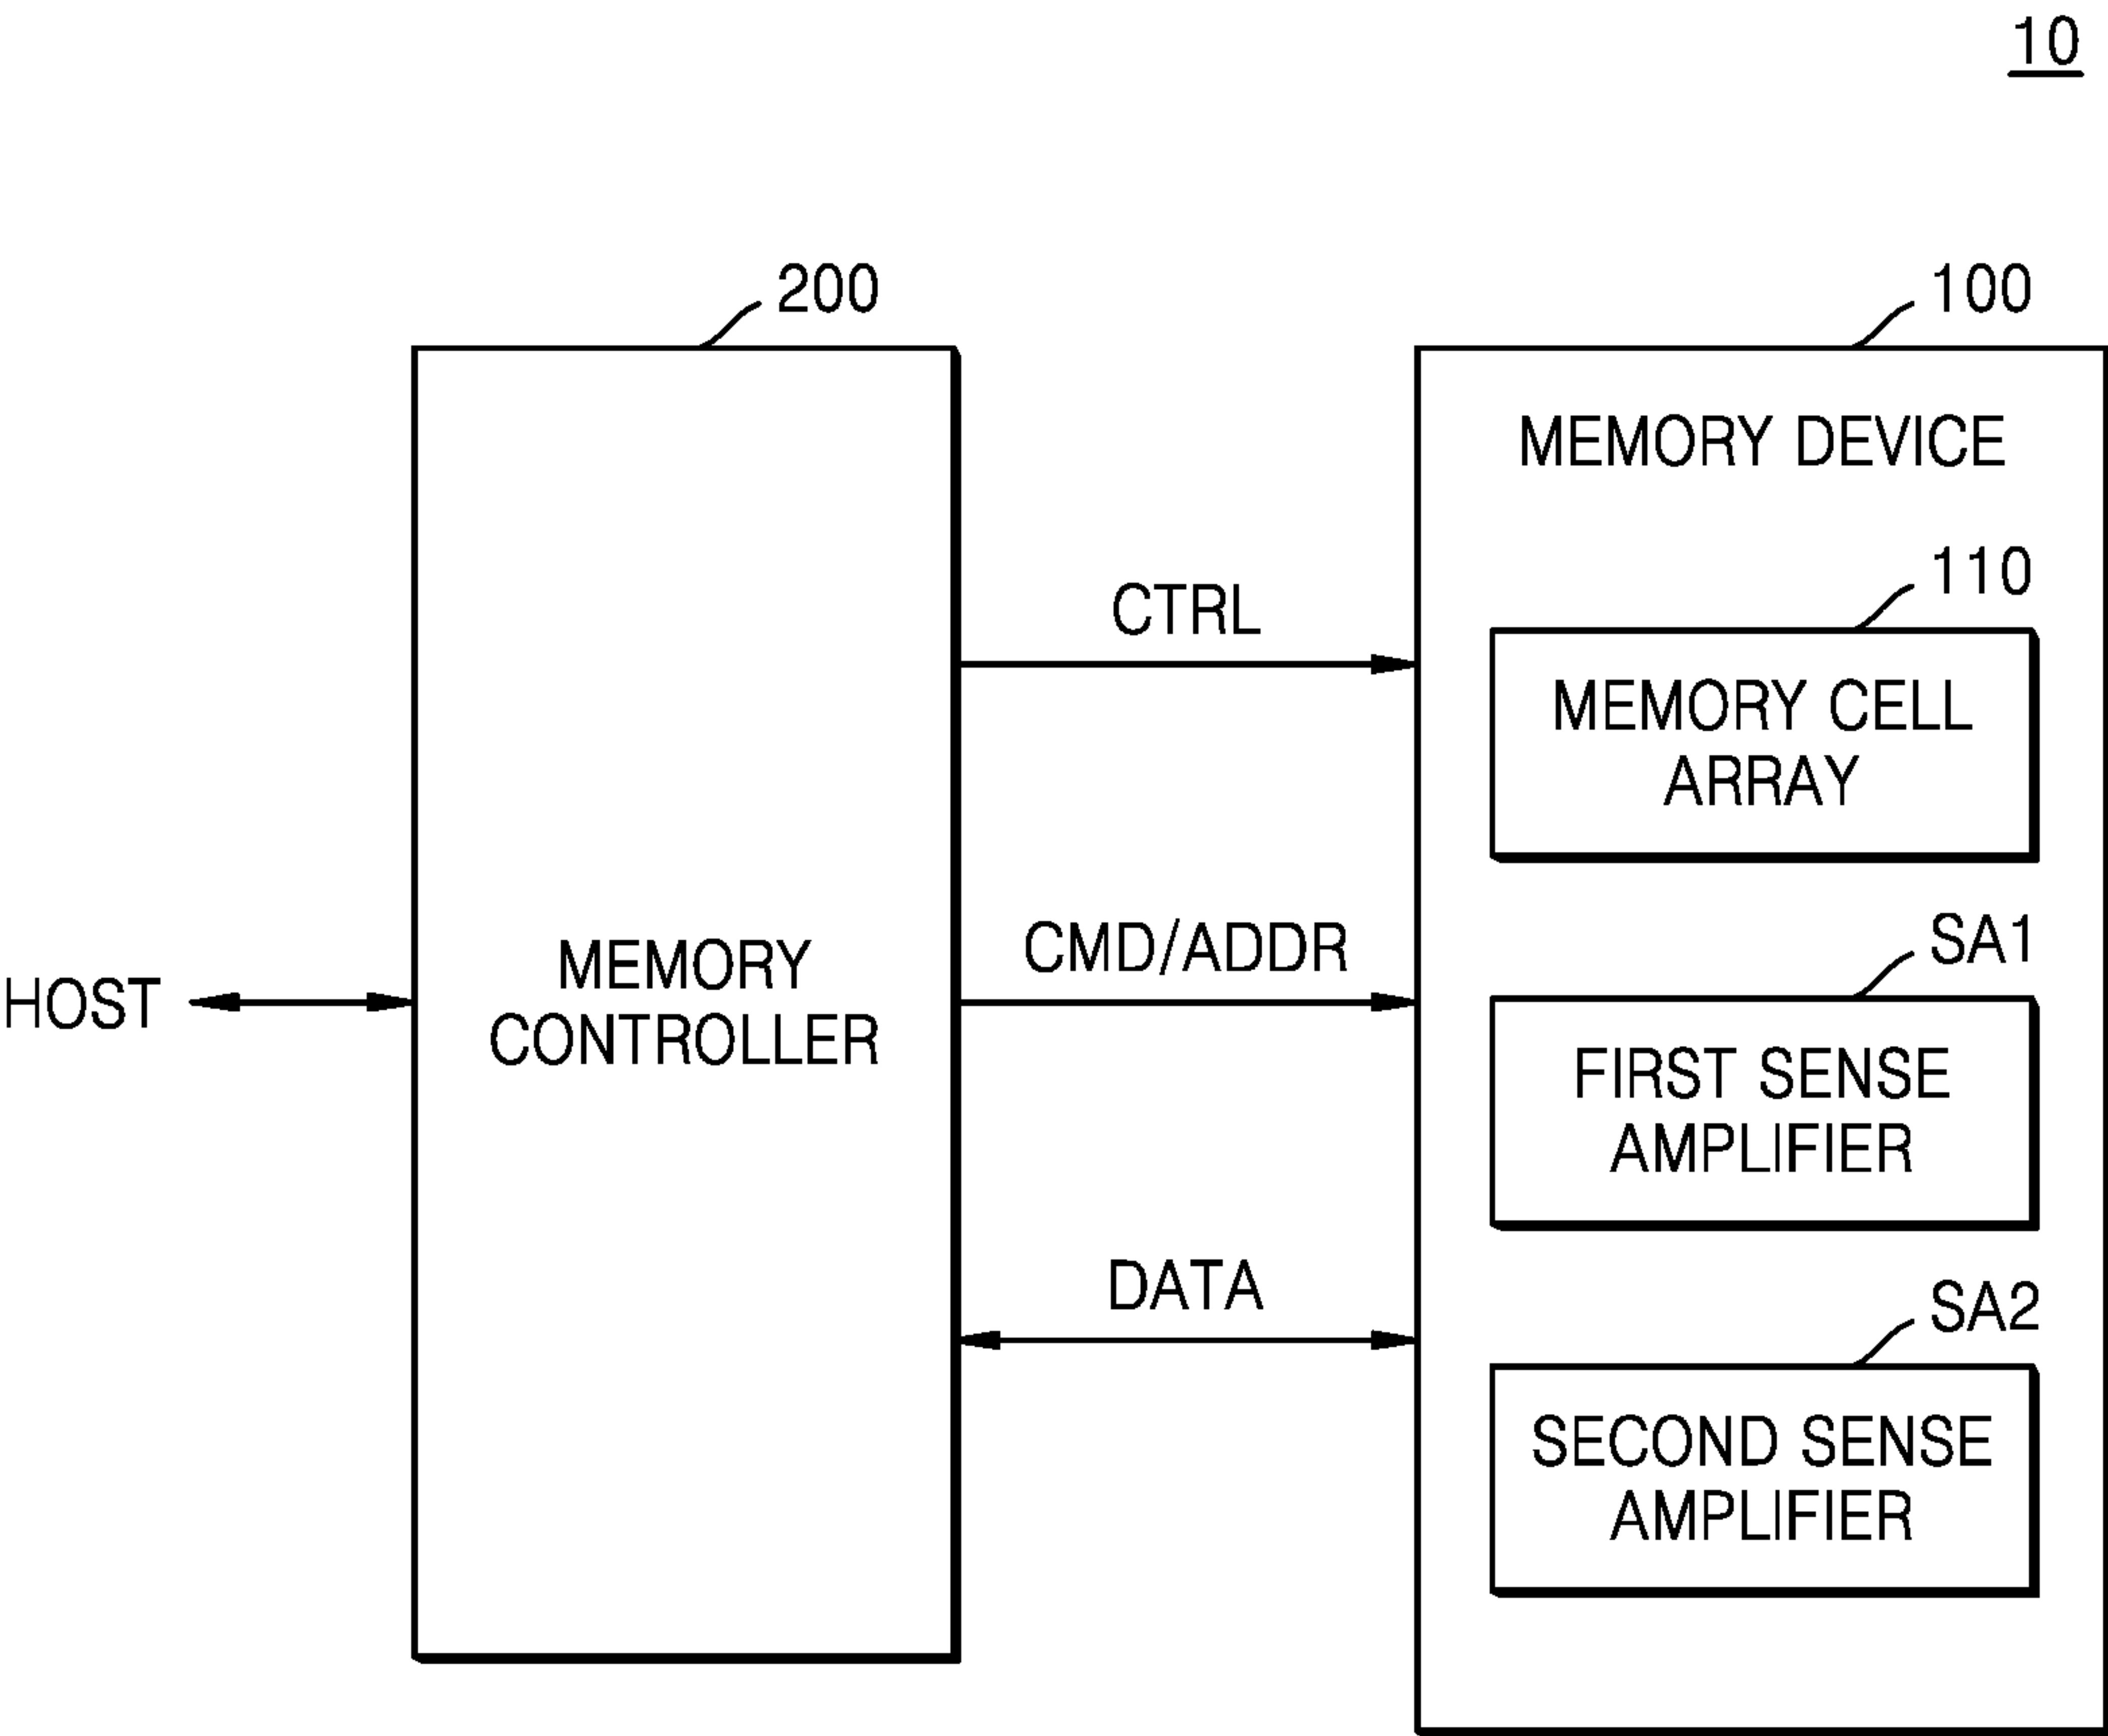 10
200
100
MEMORY DEVICE
110
CTRL
MEMORY CELL
ARRAY
SA1
CMD/ADDR
MEMORY
CONTROLLER
HOST
FIRST SENSE
AMPLIFIER
DATA
SA2
SECOND SENSE
AMPLIFIER